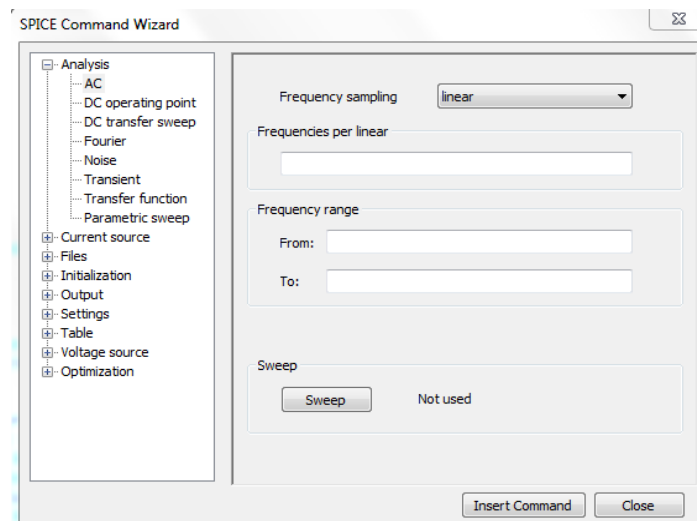 SPICE Command Wizard
Analysis
AC
DC operating point
DC transfer sweep
Fourier
Noise
Transient
Transfer function
Parametric sweep
Current source
Files
Initialization
Output
Settings
Table
Voltage source
Optimization
Frequency sampling linear
Frequencies per linear
Frequency range
From:
To:
Sweep
Sweep Not used
Insert Command Close